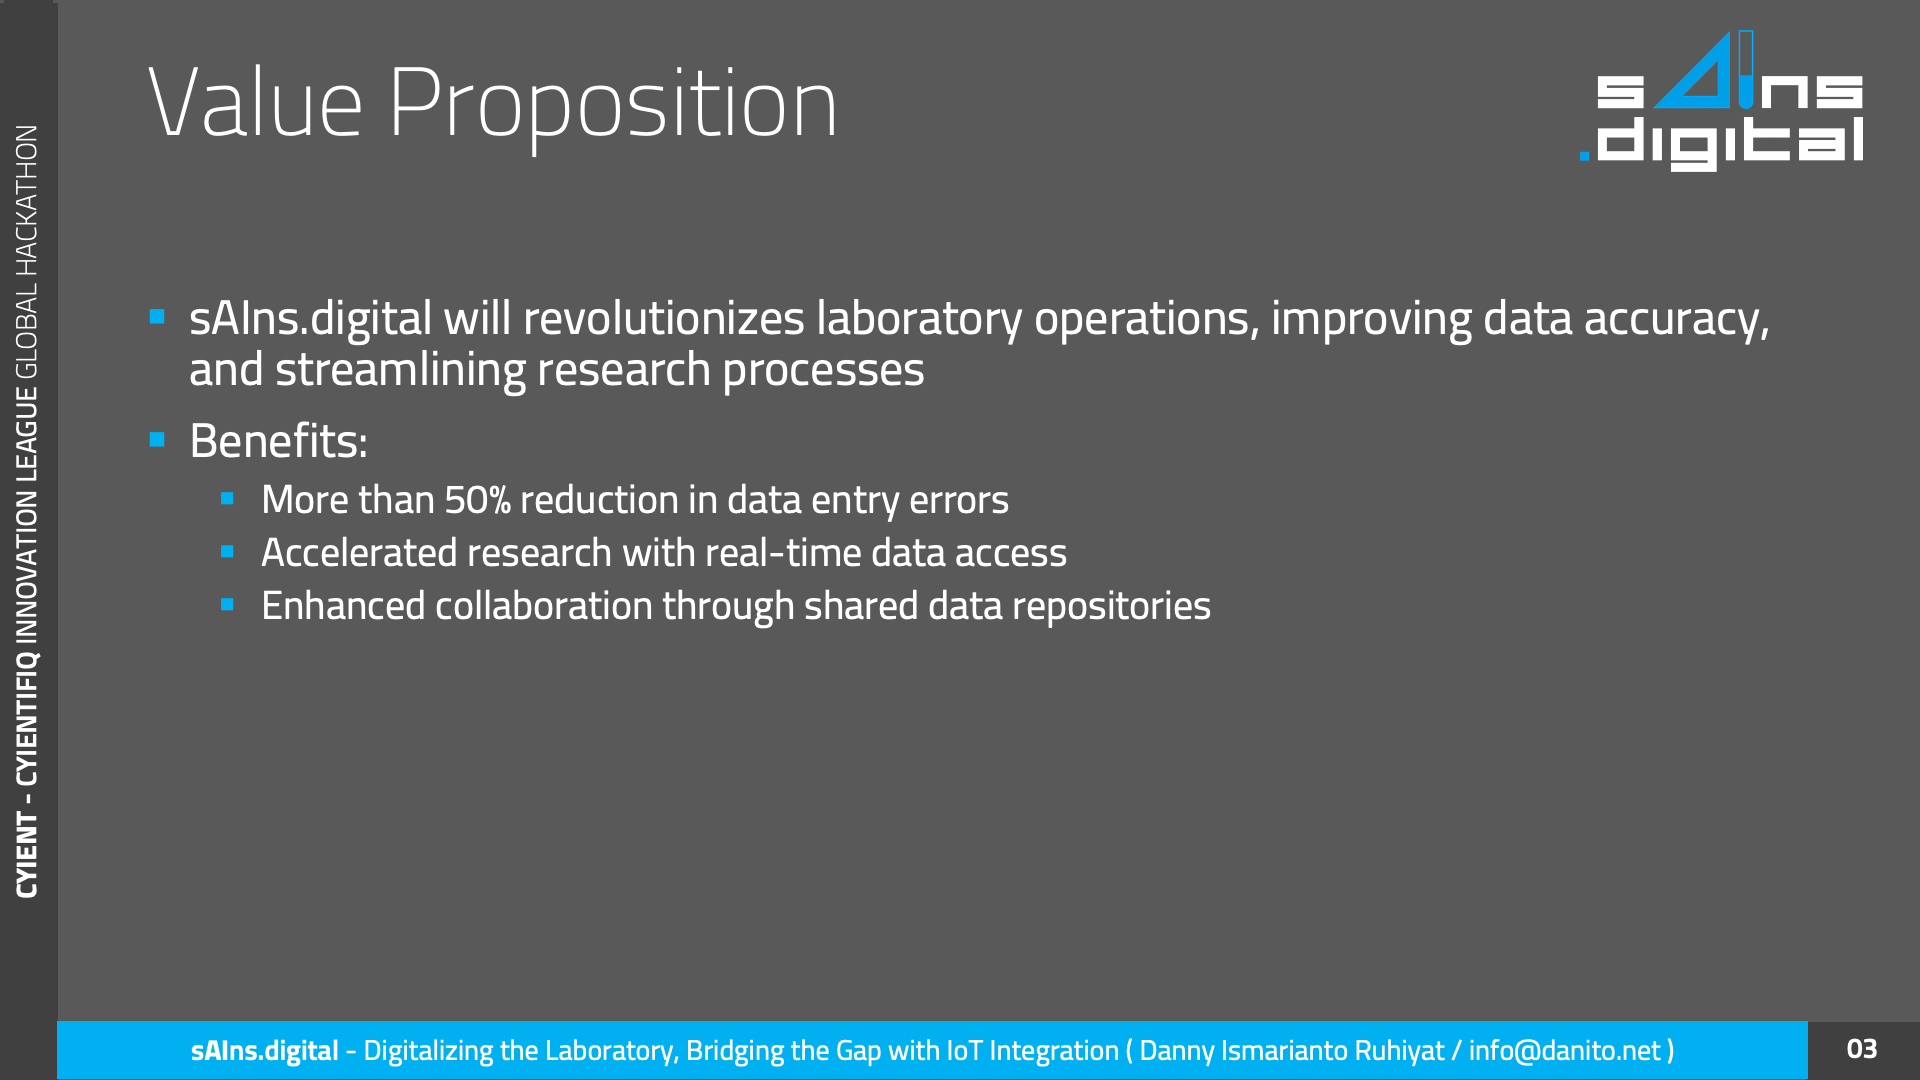 Value Proposition
sAIns
.digital
CYIENT - CYIENTIFIQ INNOVATION LEAGUE GLOBAL HACKATHON
sAIns.digital will revolutionizes laboratory operations, improving data accuracy,
and streamlining research processes
Benefits:
More than 50% reduction in data entry errors
Accelerated research with real-time data access
Enhanced collaboration through shared data repositories
sAIns.digital - Digitalizing the Laboratory, Bridging the Gap with IoT Integration ( Danny Ismarianto Ruhiyat / info@danito.net )
03